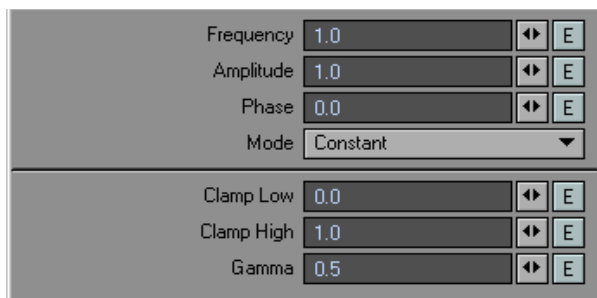 Frequency 1.0 E
Amplitude 1.0 E
Phase 0.0 E
Mode Constant
Clamp Low 0.0 E
Clamp High 1.0 E
Gamma 0.5 E